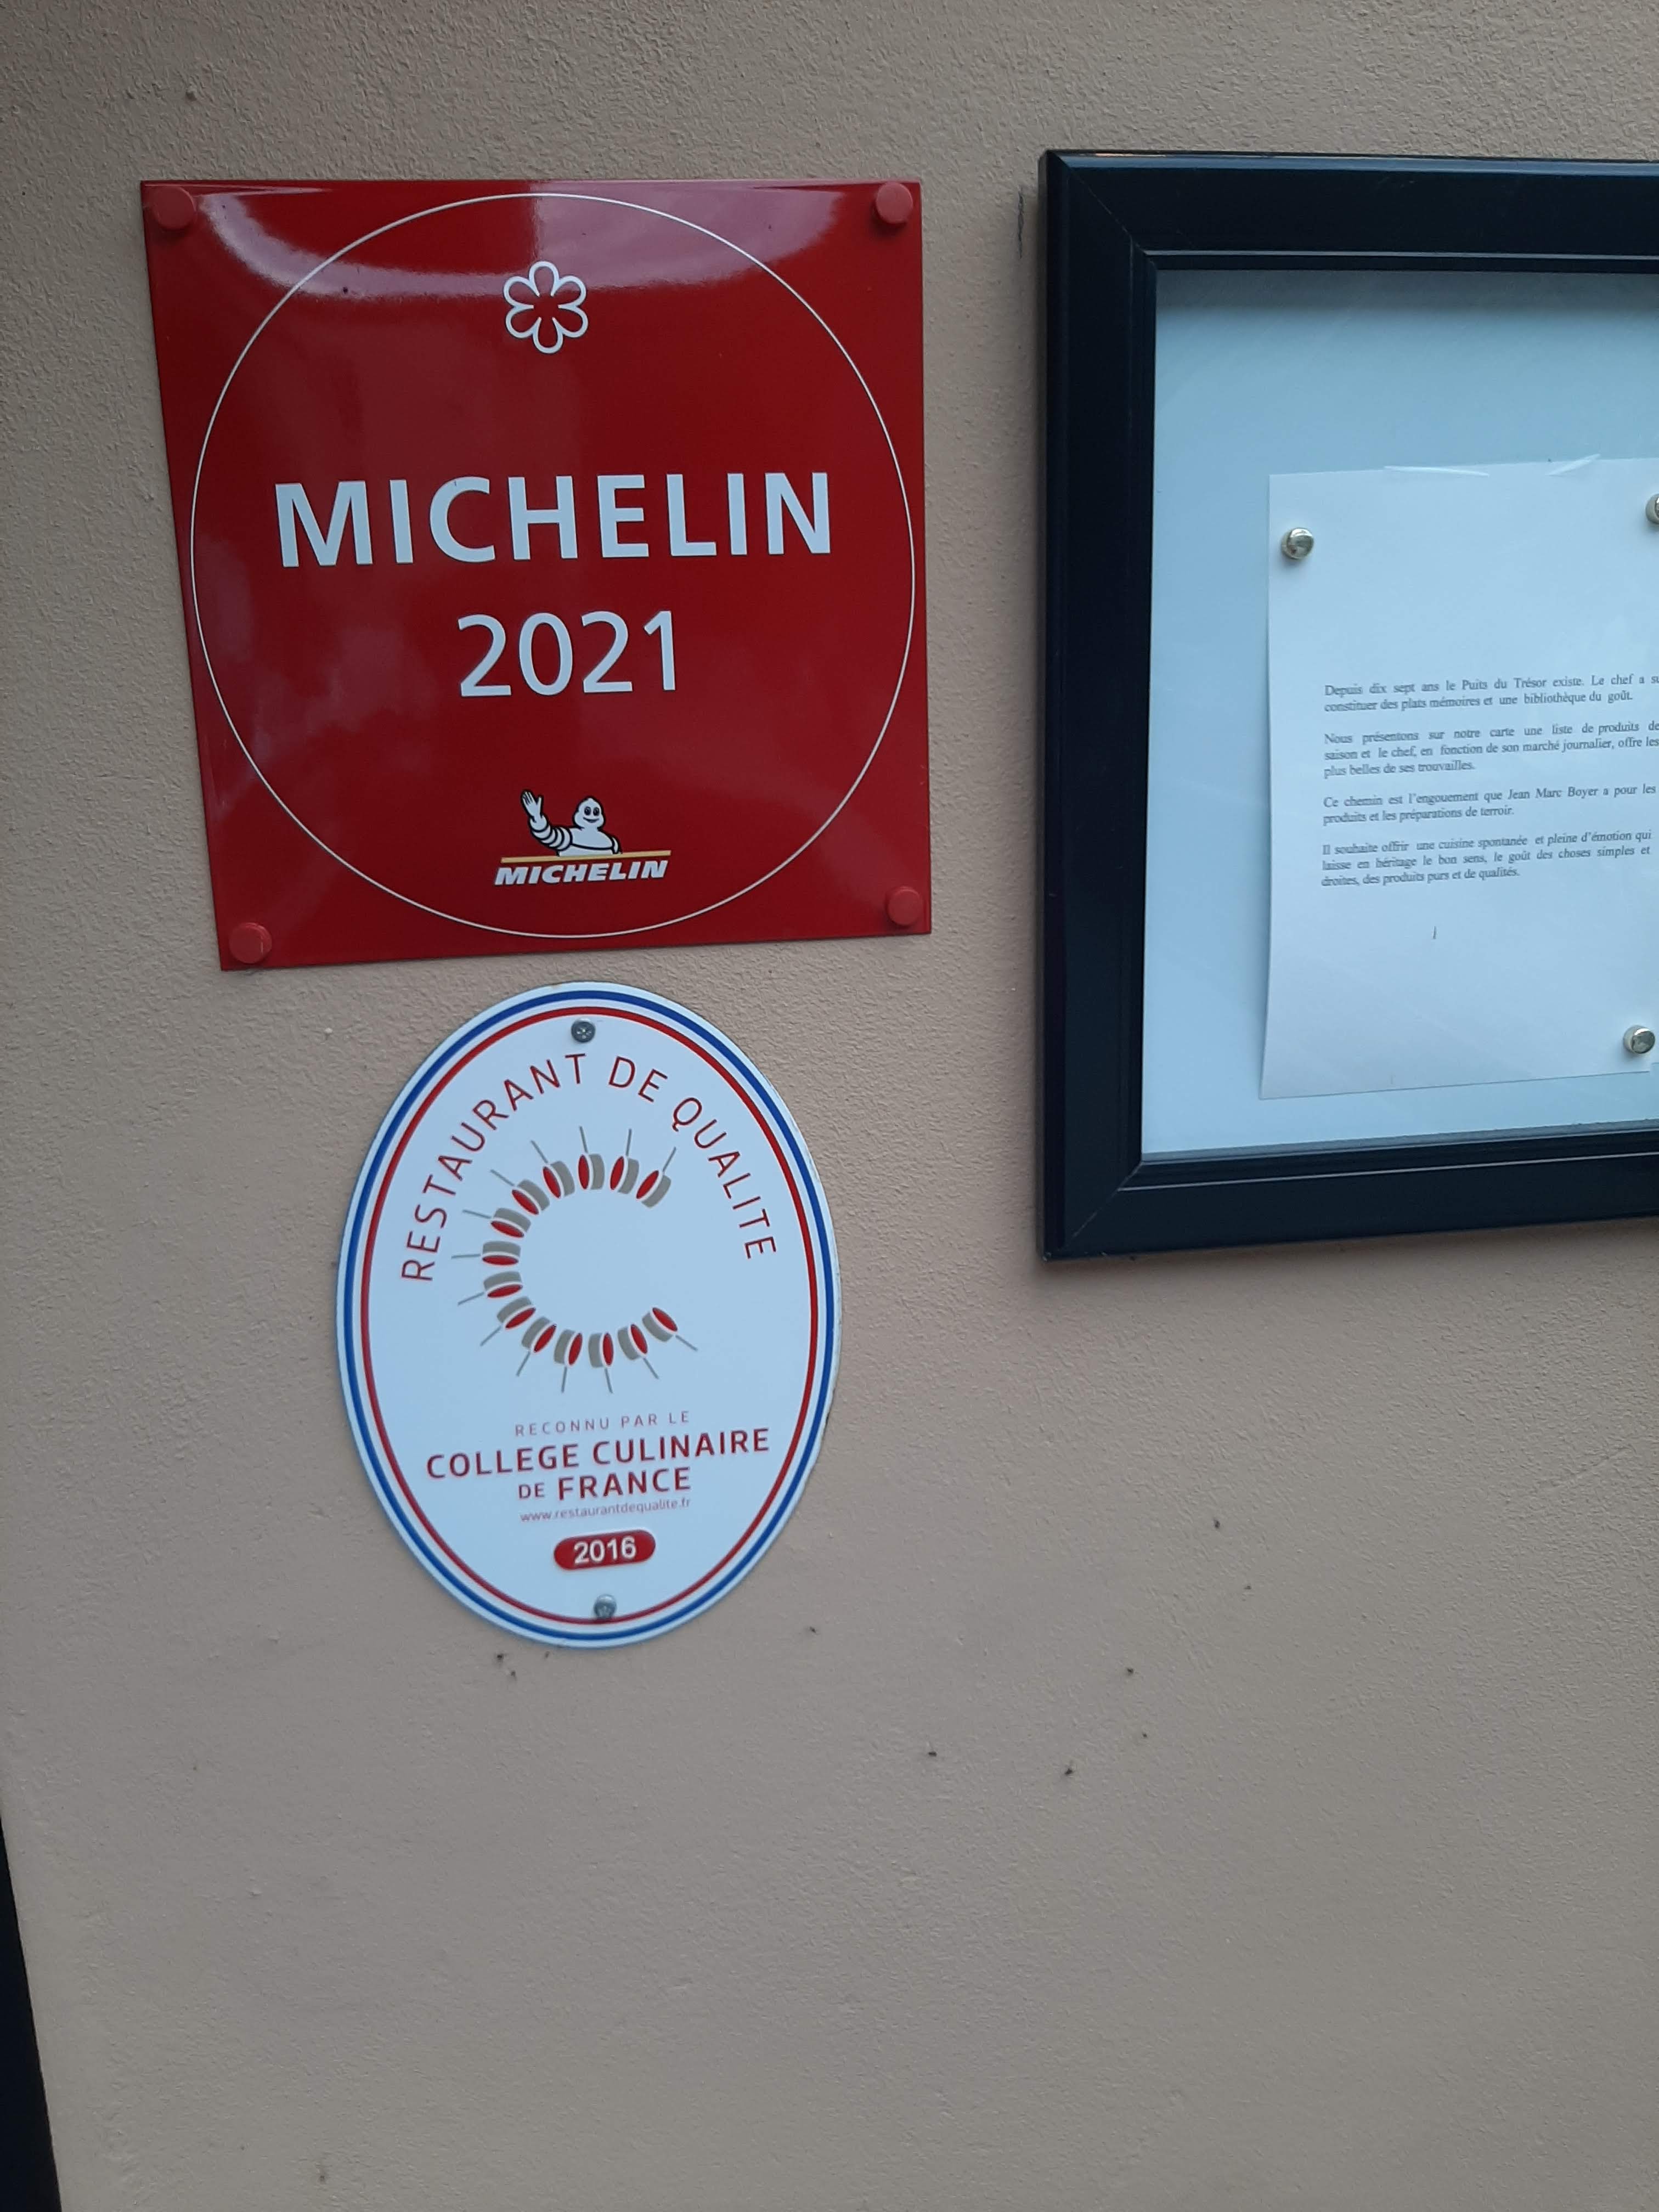 MICHELIN
2021
MICHELIN
RESTAURANT DE QUALITE
RECONNU PAR LE
COLLEGE CULINAIRE
DE FRANCE
www.restaurantdequalite.fr
2016
Depuis dix sept ans le Puits du Trésor existe. Le chef a su
constituer des plats mémoires et une bibliothèque du goût.
Nous présentons sur notre carte une liste de produits de
saison et le chef, en fonction de son marché journalier, offre les
plus belles de ses trouvailles.
Ce chemin est l'engouement que Jean Marc Boyer a pour les
produits et les préparations de terroir.
Il souhaite offrir une cuisine spontanée et pleine d'émotion qui
laisse en héritage le bon sens, le goût des choses simples et
droites, des produits purs et de qualités.